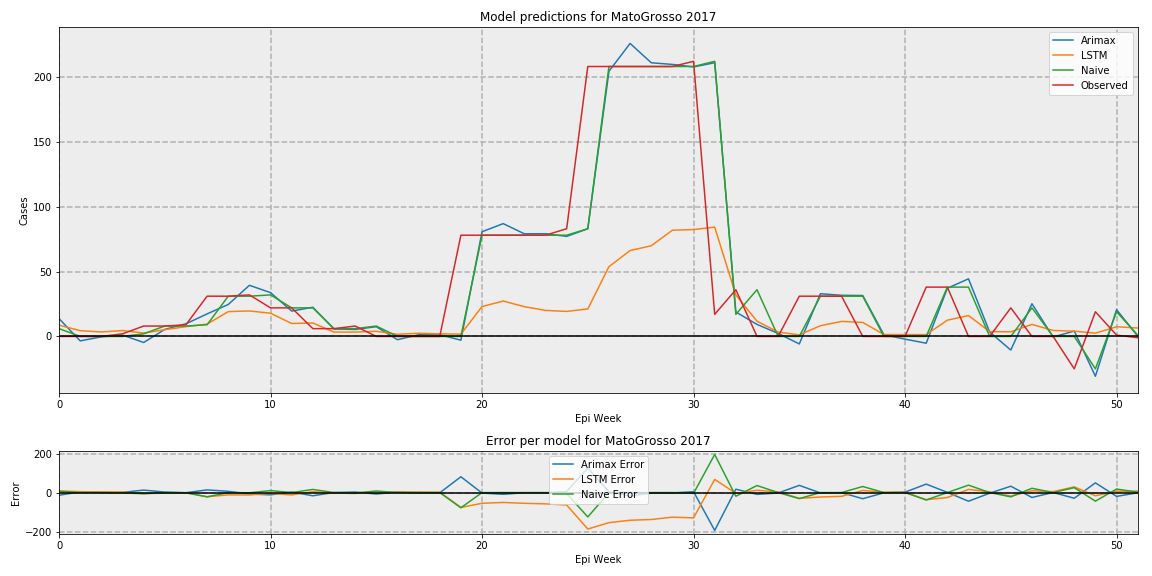 Model predictions for MatoGrosso 2017
Arimax
LSTM
Naive
Observed
Cases
200
150
100
50
0
0 10 20 30 40 50
Epi Week
Error per model for MatoGrosso 2017
Arimax Error
LSTM Error
Naive Error
Error
200
0
−200
0 10 20 30 40 50
Epi Week